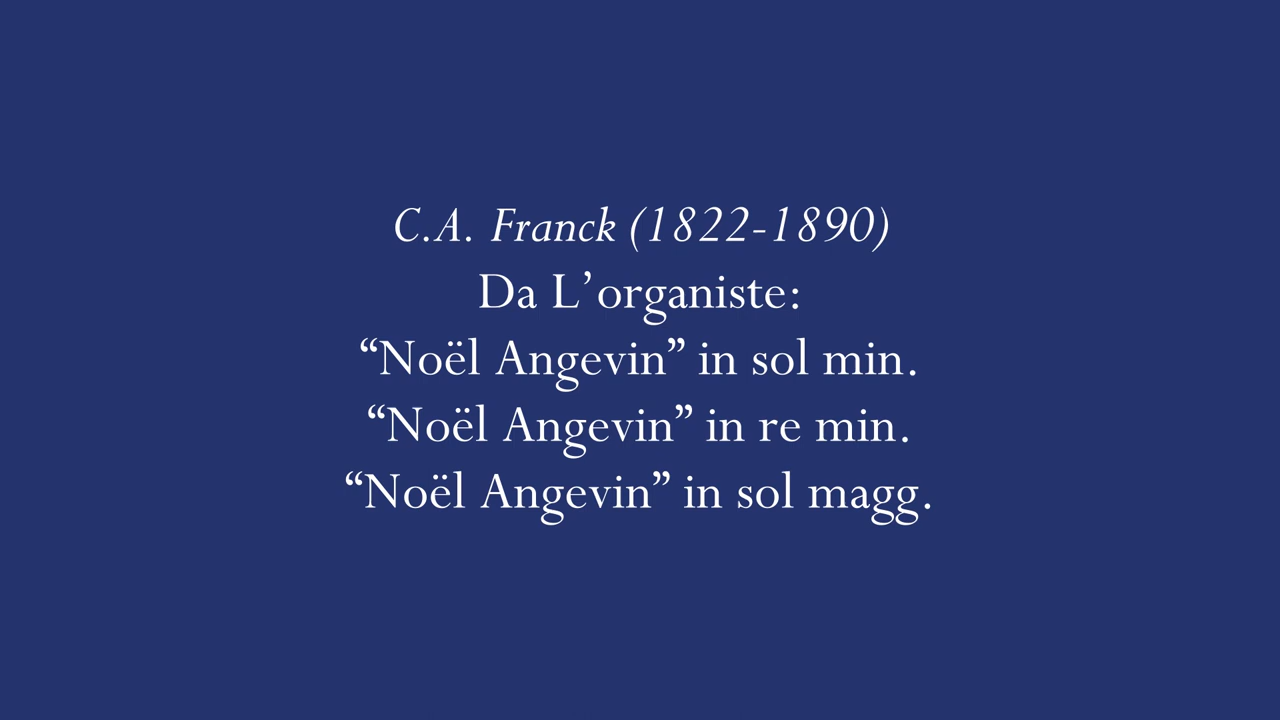 C.A. Franck (1822-1890)
Da L’organiste:
“Noël Angevin” in sol min.
“Noël Angevin” in re min.
“Noël Angevin” in sol magg.